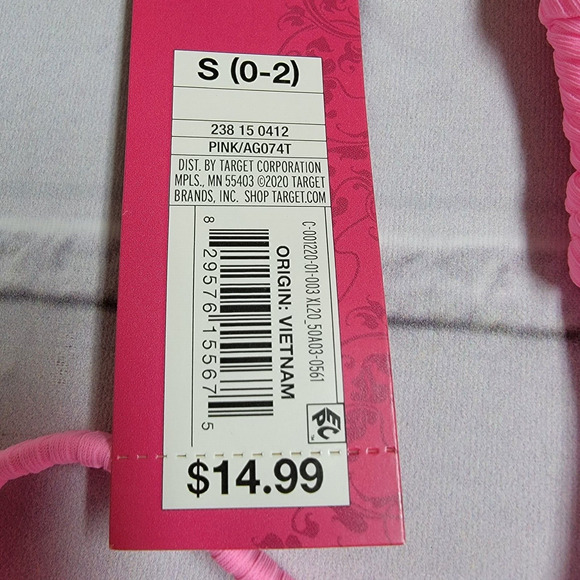 S (0-2)
238 15 0412
PINK/AG074T
DIST. BY TARGET CORPORATION
MPLS., MN 55403 ©2020 TARGET
BRANDS, INC. SHOP TARGET.COM
C-001220-01-003 XL20_50A03-0561
ORIGIN: VIETNAM
8 29576 15567 5
EPC™
$14.99